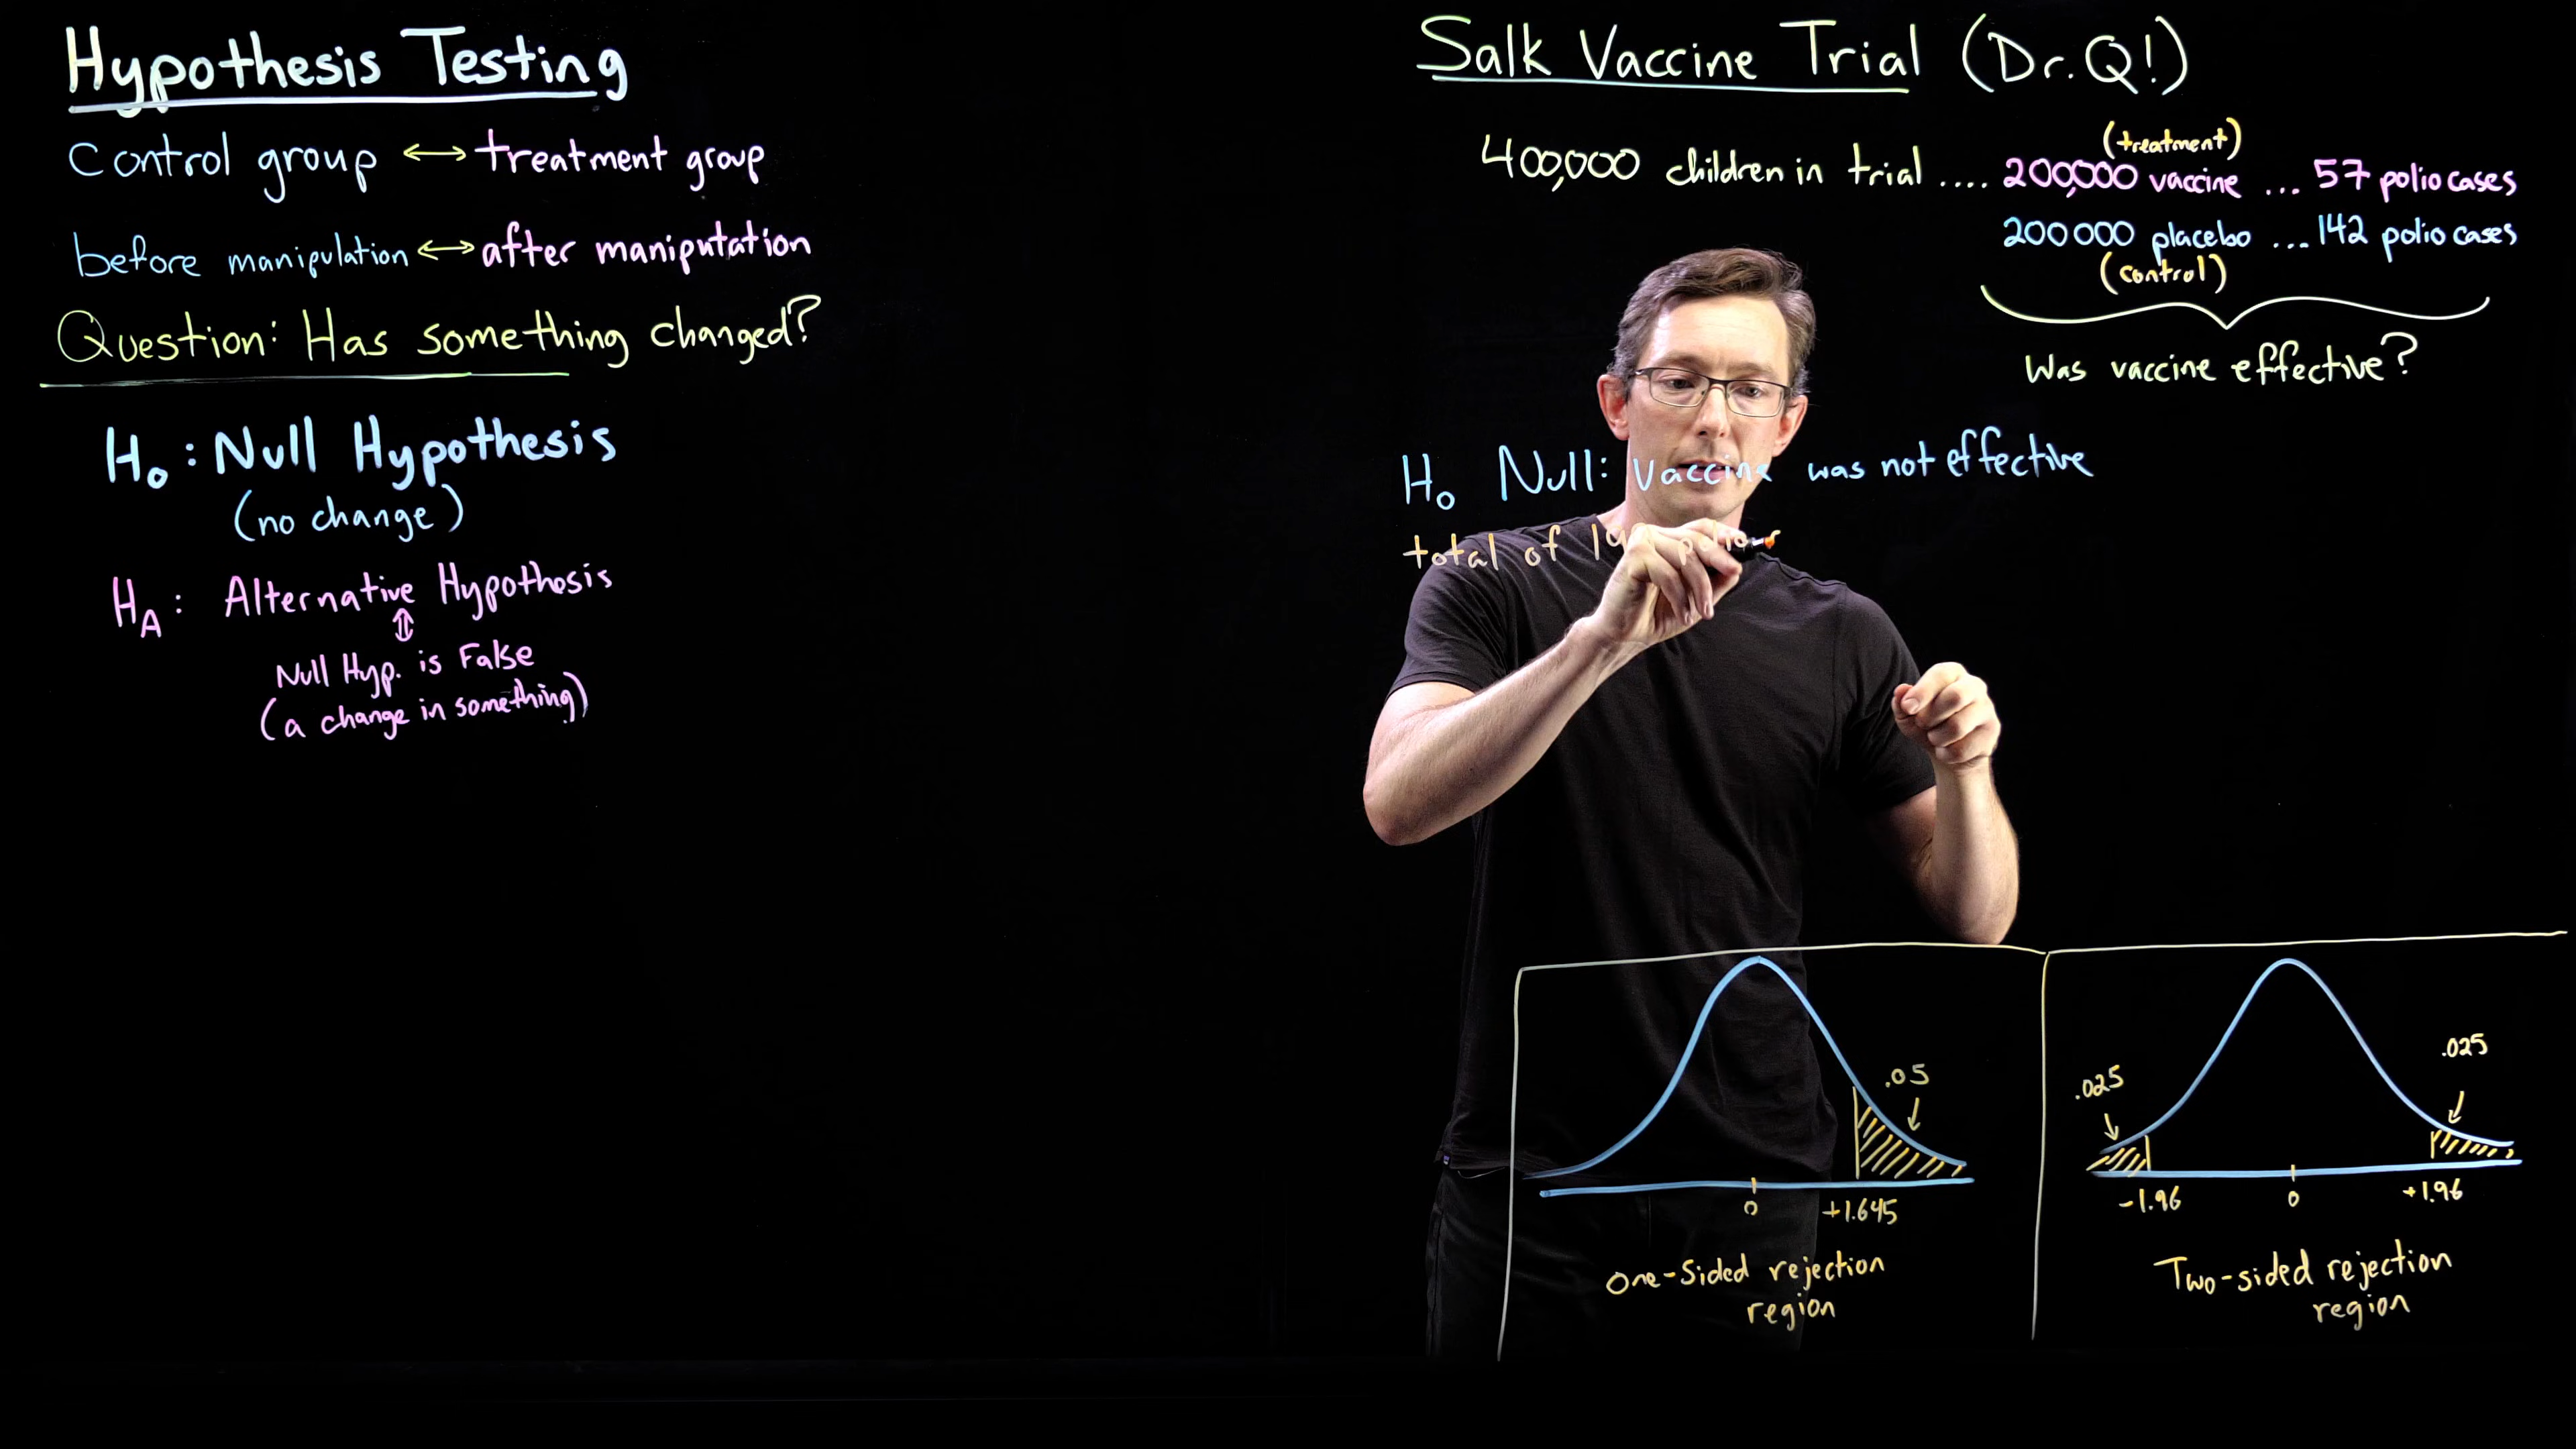 Hypothesis Testing
Control group ↔ treatment group
before manipulation ↔ after manipulation
Question: Has something changed?
H₀ : Null Hypothesis
(no change)
H_A : Alternative Hypothesis
⇕
Null Hyp. is False
(a change in something)
Salk Vaccine Trial (Dr. Q!)
(treatment)
400,000 children in trial .... 200,000 vaccine ... 57 polio cases
200000 placebo ... 142 polio cases
(control)
Was vaccine effective?
H₀ Null: Vaccine was not effective
total of
.05
0
+1.645
One-Sided rejection
region
.025
.025
-1.96
0
+1.96
Two-sided rejection
region